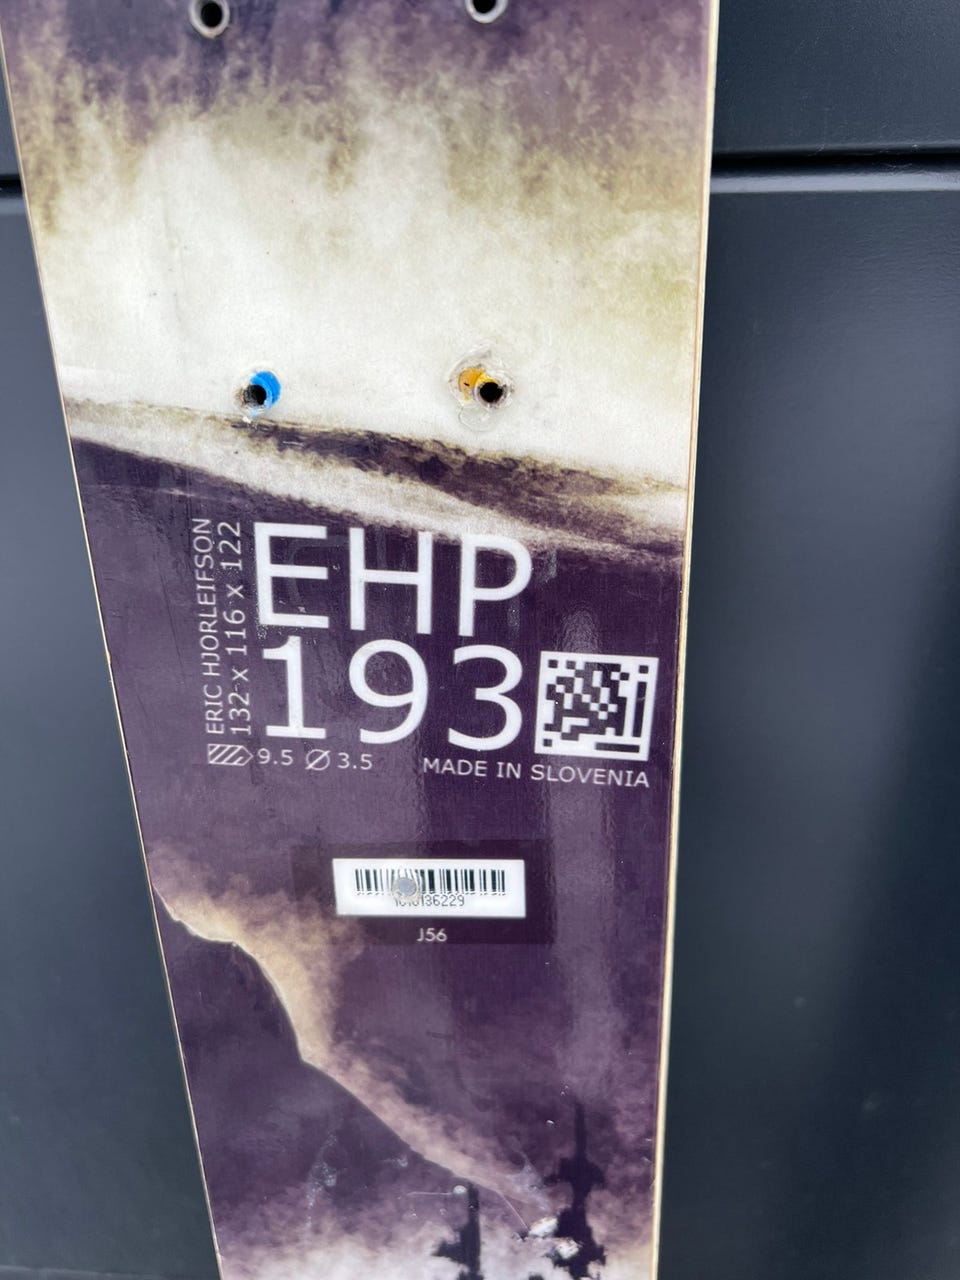 ERIC HJORLEIFSON
132 x 116 x 122
EHP
193
9.5 Ø 3.5
MADE IN SLOVENIA
J56